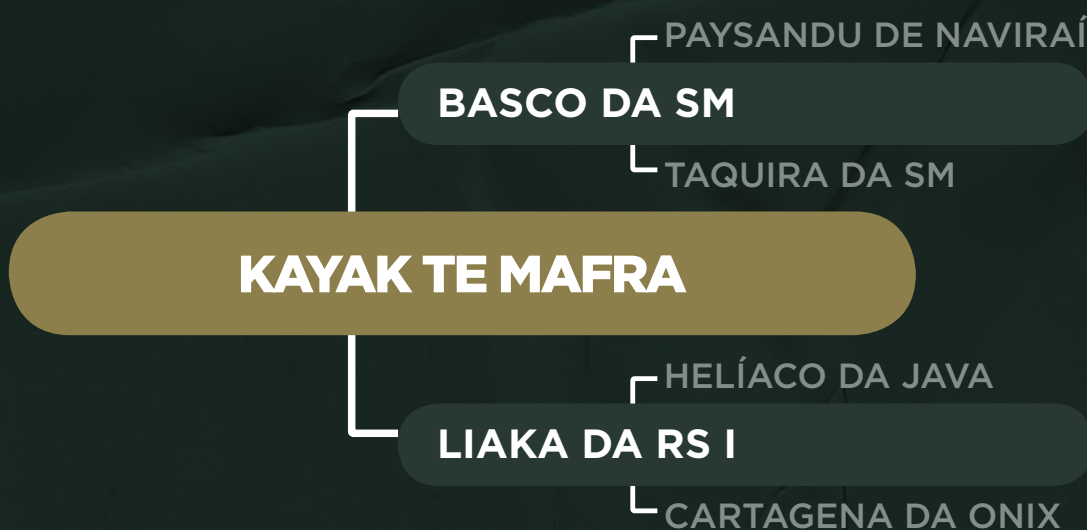 PAYSANDU DE NAVIRAÍ
BASCO DA SM
TAQUIRA DA SM
KAYAK TE MAFRA
HELÍACO DA JAVA
LIAKA DA RS I
CARTAGENA DA ONIX